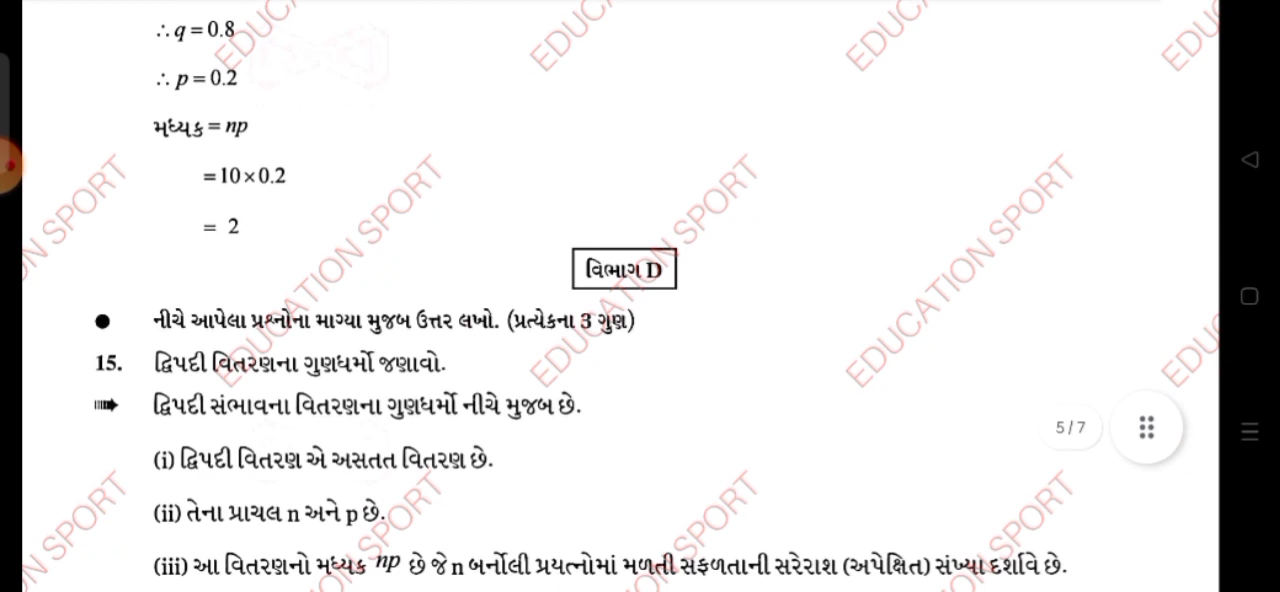 ∴ q = 0.8
∴ p = 0.2
મધ્યક = np
= 10 × 0.2
= 2
વિભાગ D
● નીચે આપેલા પ્રશ્નોના માગ્યા મુજબ ઉત્તર લખો. (પ્રત્યેકના 3 ગુણ)
15. દ્વિપદી વિતરણના ગુણધર્મો જણાવો.
દ્વિપદી સંભાવના વિતરણના ગુણધર્મો નીચે મુજબ છે.
5/7
(i) દ્વિપદી વિતરણ એ અસતત વિતરણ છે.
(ii) તેના પ્રાચલ n અને p છે.
(iii) આ વિતરણનો મધ્યક np છે જે n બર્નોલી પ્રયત્નોમાં મળતી સફળતાની સરેરાશ (અપેક્ષિત) સંખ્યા દર્શાવે છે.
EDUCATION SPORT